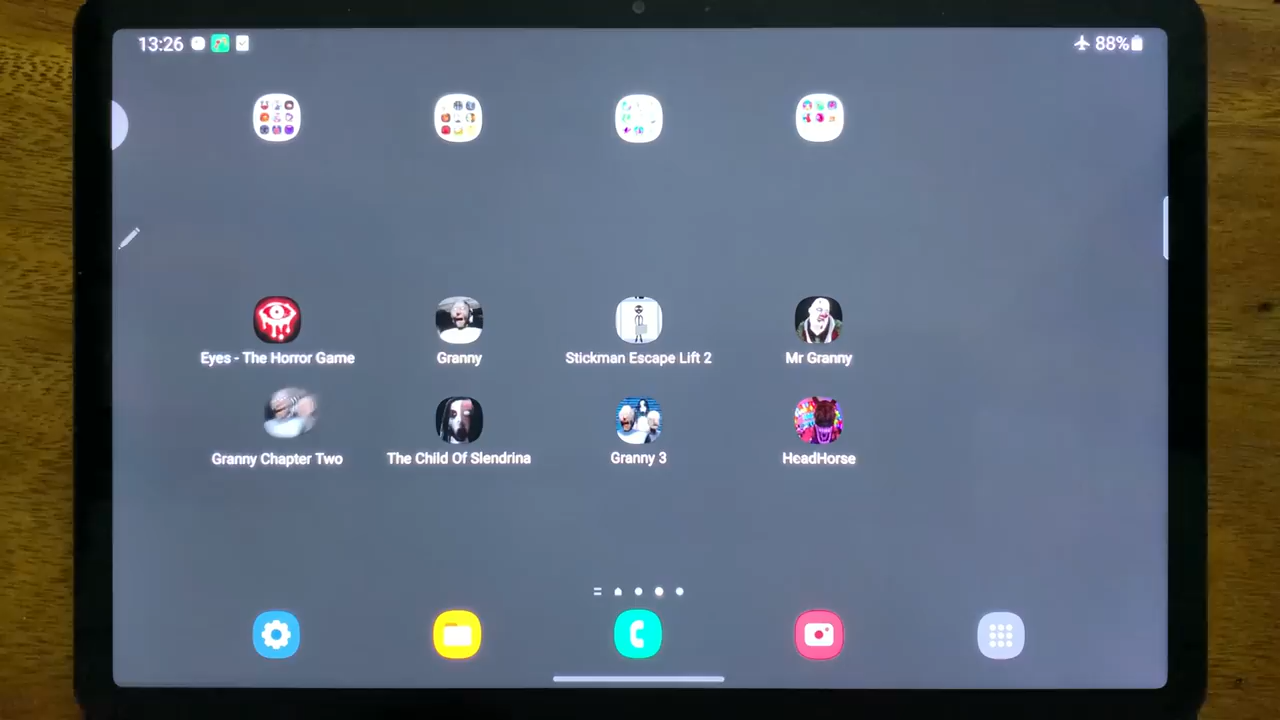 13:26
88%
Eyes - The Horror Game
Granny
Stickman Escape Lift 2
Mr Granny
Granny Chapter Two
The Child Of Slendrina
Granny 3
HeadHorse